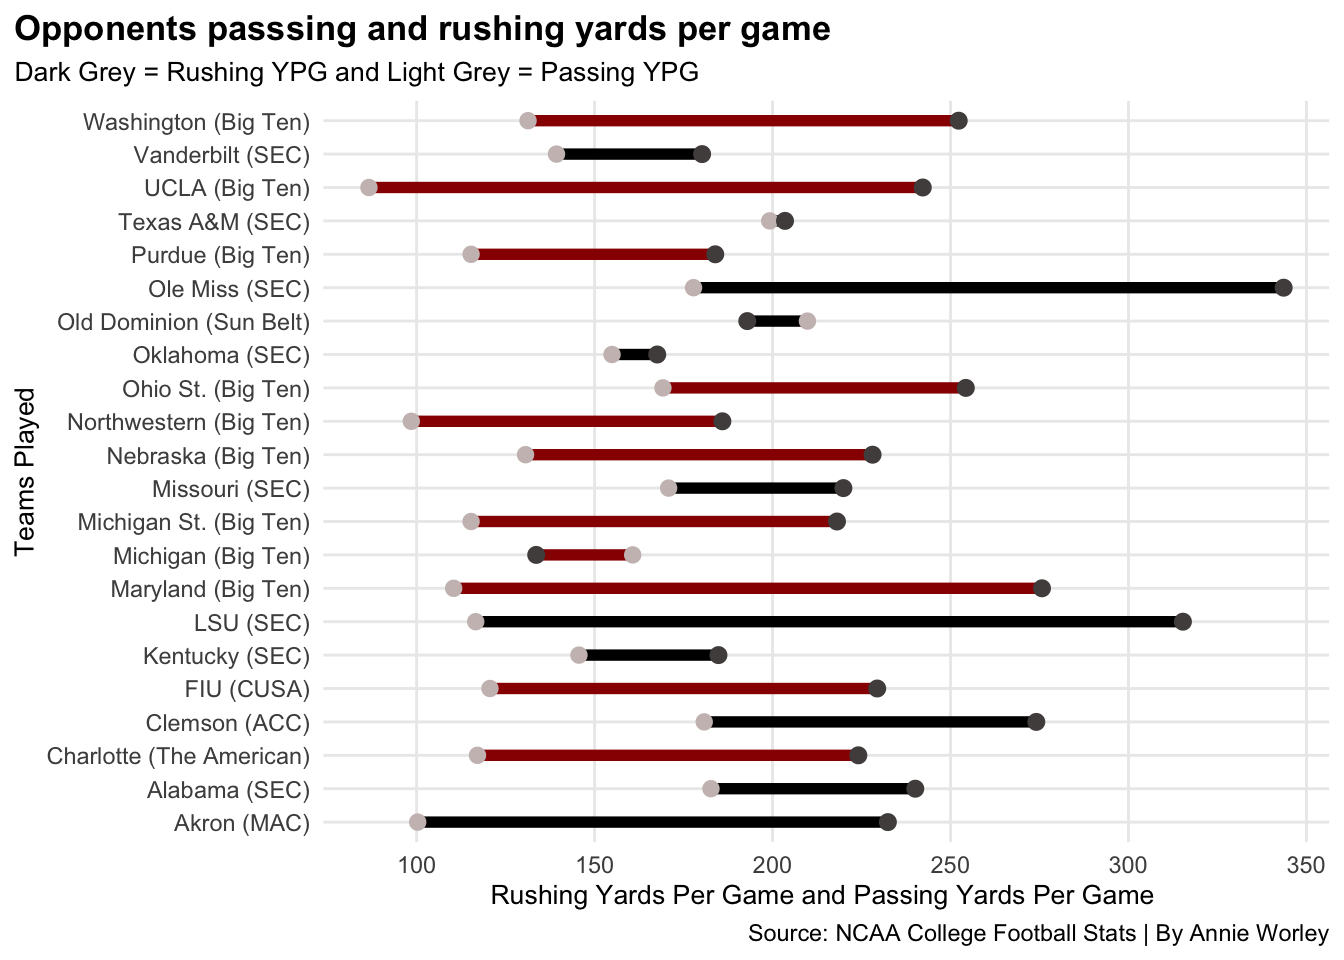 Opponents passsing and rushing yards per game
Dark Grey = Rushing YPG and Light Grey = Passing YPG
Teams Played
Washington (Big Ten)
Vanderbilt (SEC)
UCLA (Big Ten)
Texas A&M (SEC)
Purdue (Big Ten)
Ole Miss (SEC)
Old Dominion (Sun Belt)
Oklahoma (SEC)
Ohio St. (Big Ten)
Northwestern (Big Ten)
Nebraska (Big Ten)
Missouri (SEC)
Michigan St. (Big Ten)
Michigan (Big Ten)
Maryland (Big Ten)
LSU (SEC)
Kentucky (SEC)
FIU (CUSA)
Clemson (ACC)
Charlotte (The American)
Alabama (SEC)
Akron (MAC)
100 150 200 250 300 350
Rushing Yards Per Game and Passing Yards Per Game
Source: NCAA College Football Stats | By Annie Worley